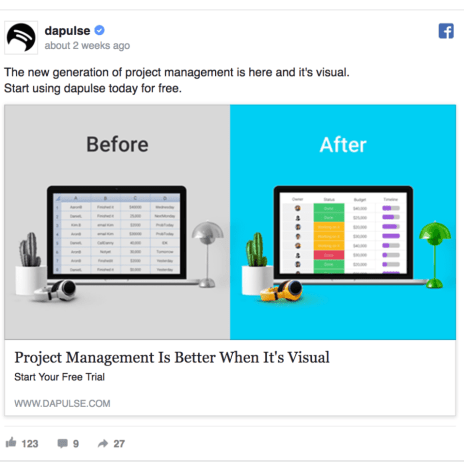 dapulse
about 2 weeks ago
The new generation of project management is here and it's visual.
Start using dapulse today for free.
Before
After
A B C D
Owner Status Budget Timeline
Project Management Is Better When It's Visual
Start Your Free Trial
WWW.DAPULSE.COM
123 9 27